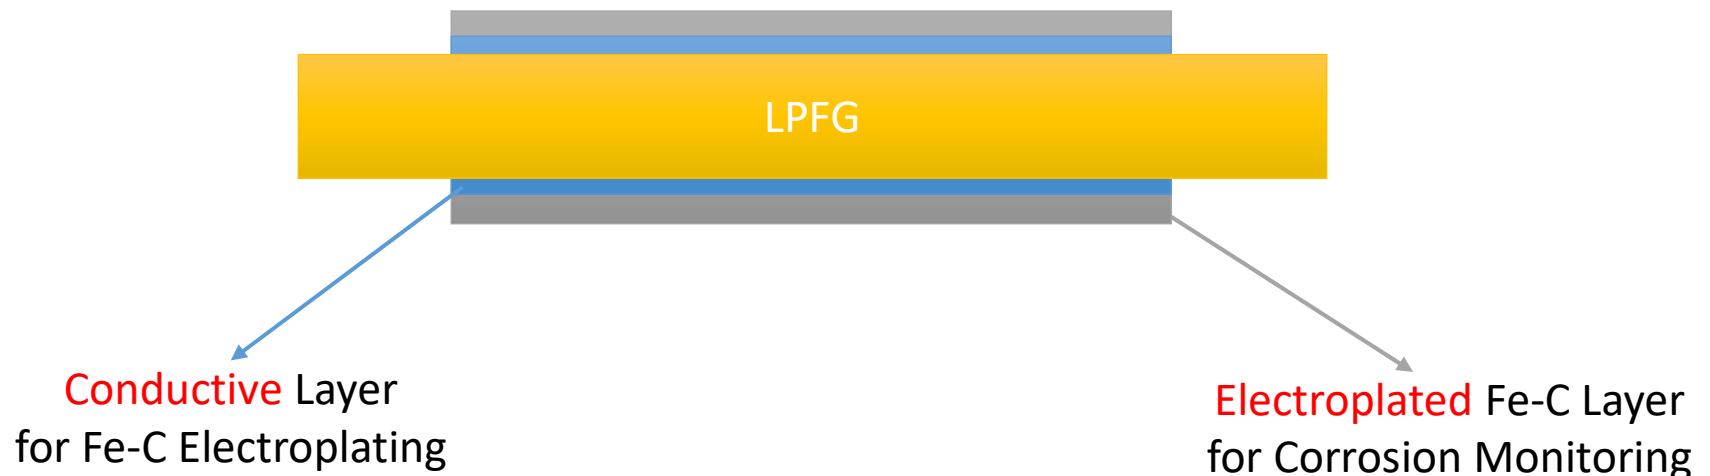 LPFG
Conductive Layer
for Fe-C Electroplating
Electroplated Fe-C Layer
for Corrosion Monitoring